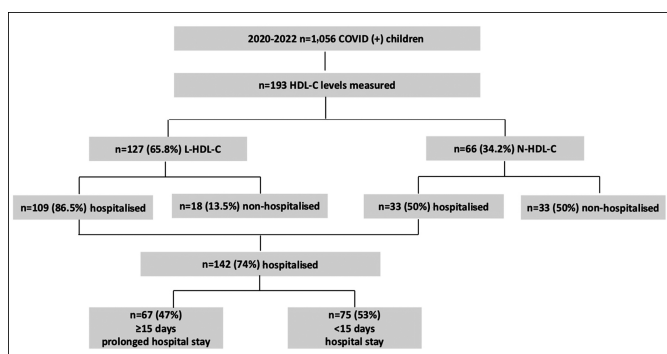 2020-2022 n=1,056 COVID (+) children
n=193 HDL-C levels measured
n=127 (65.8%) L-HDL-C
n=66 (34.2%) N-HDL-C
n=109 (86.5%) hospitalised
n=18 (13.5%) non-hospitalised
n=33 (50%) hospitalised
n=33 (50%) non-hospitalised
n=142 (74%) hospitalised
n=67 (47%)
≥15 days
prolonged hospital stay
n=75 (53%)
<15 days
hospital stay